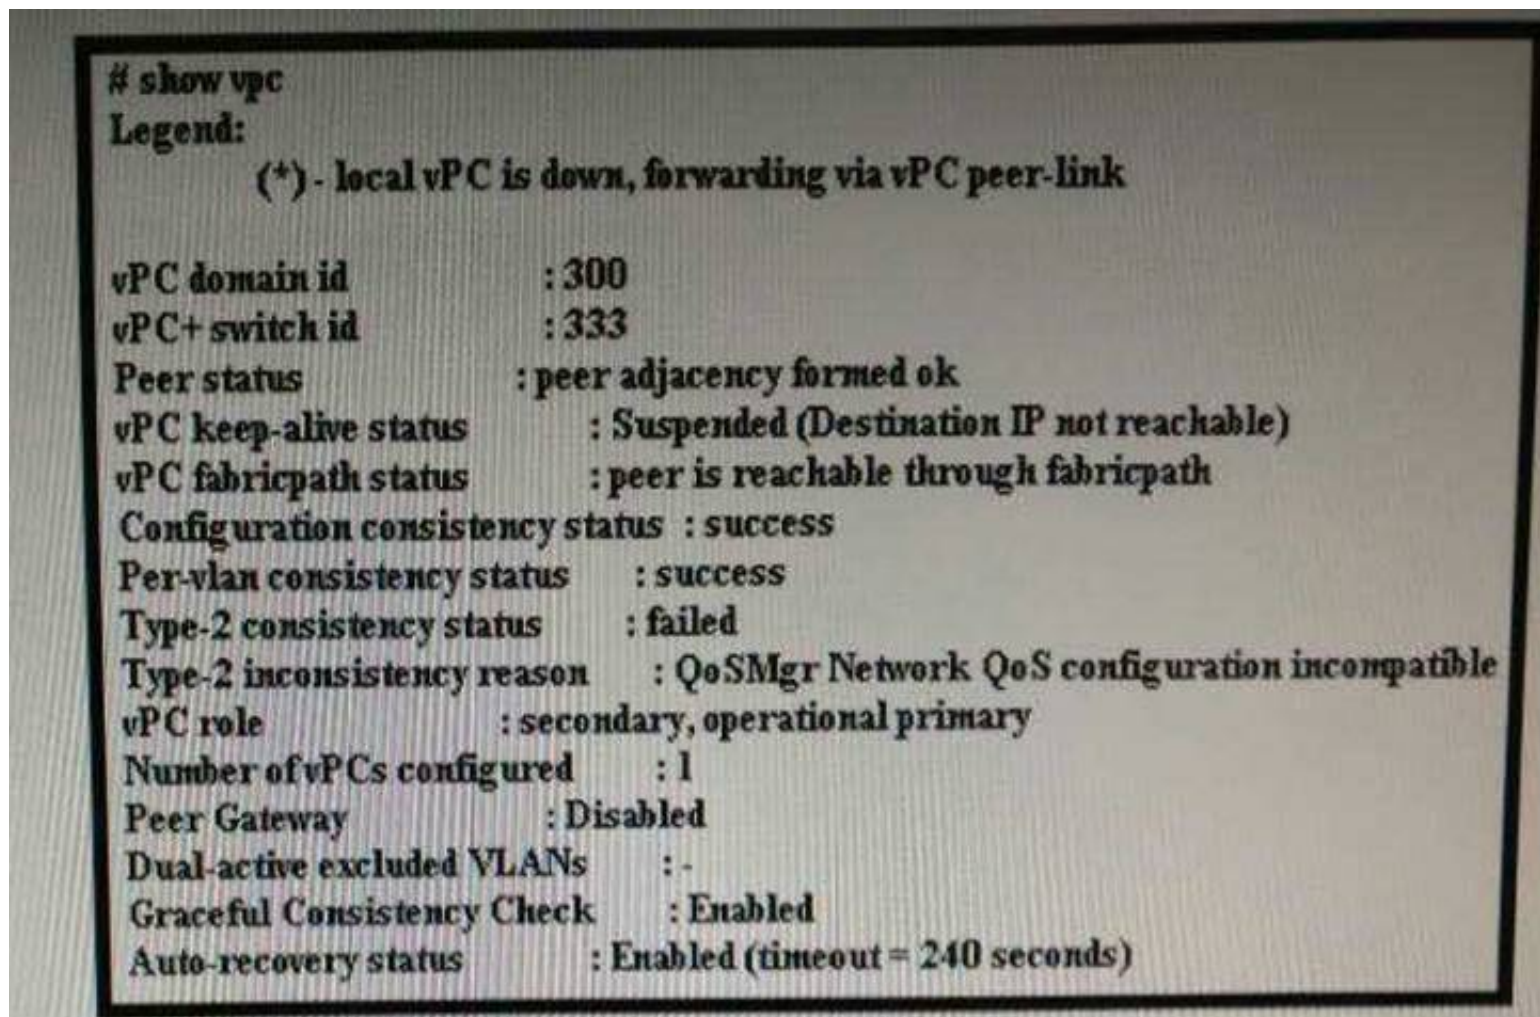 # show vpc
Legend:
(*) - local vPC is down, forwarding via vPC peer-link
vPC domain id : 300
vPC+ switch id : 333
Peer status : peer adjacency formed ok
vPC keep-alive status : Suspended (Destination IP not reachable)
vPC fabricpath status : peer is reachable through fabricpath
Configuration consistency status : success
Per-vlan consistency status : success
Type-2 consistency status : failed
Type-2 inconsistency reason : QoSMgr Network QoS configuration incompatible
vPC role : secondary, operational primary
Number of vPCs configured : 1
Peer Gateway : Disabled
Dual-active excluded VLANs : -
Graceful Consistency Check : Enabled
Auto-recovery status : Enabled (timeout = 240 seconds)